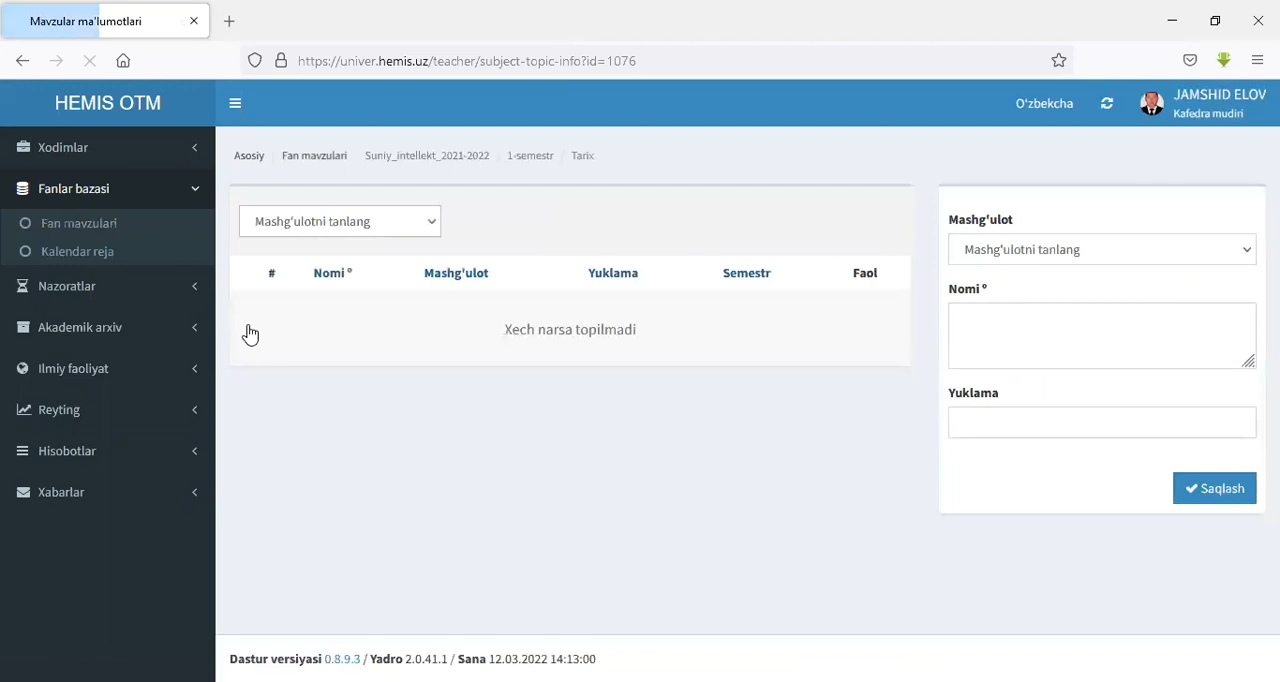 Mavzular ma'lumotlari
https://univer.hemis.uz/teacher/subject-topic-info?id=1076
HEMIS OTM
O'zbekcha
JAMSHID ELOV
Kafedra mudiri
Xodimlar
Fanlar bazasi
Fan mavzulari
Kalendar reja
Nazoratlar
Akademik arxiv
Ilmiy faoliyat
Reyting
Hisobotlar
Xabarlar
Asosiy / Fan mavzulari / Suniy_intellekt_2021-2022 / 1-semestr / Tarix
Mashg'ulotni tanlang
# Nomi º Mashg'ulot Yuklama Semestr Faol
Xech narsa topilmadi
Mashg'ulot
Mashg'ulotni tanlang
Nomi º
Yuklama
Saqlash
Dastur versiyasi 0.8.9.3 / Yadro 2.0.41.1 / Sana 12.03.2022 14:13:00